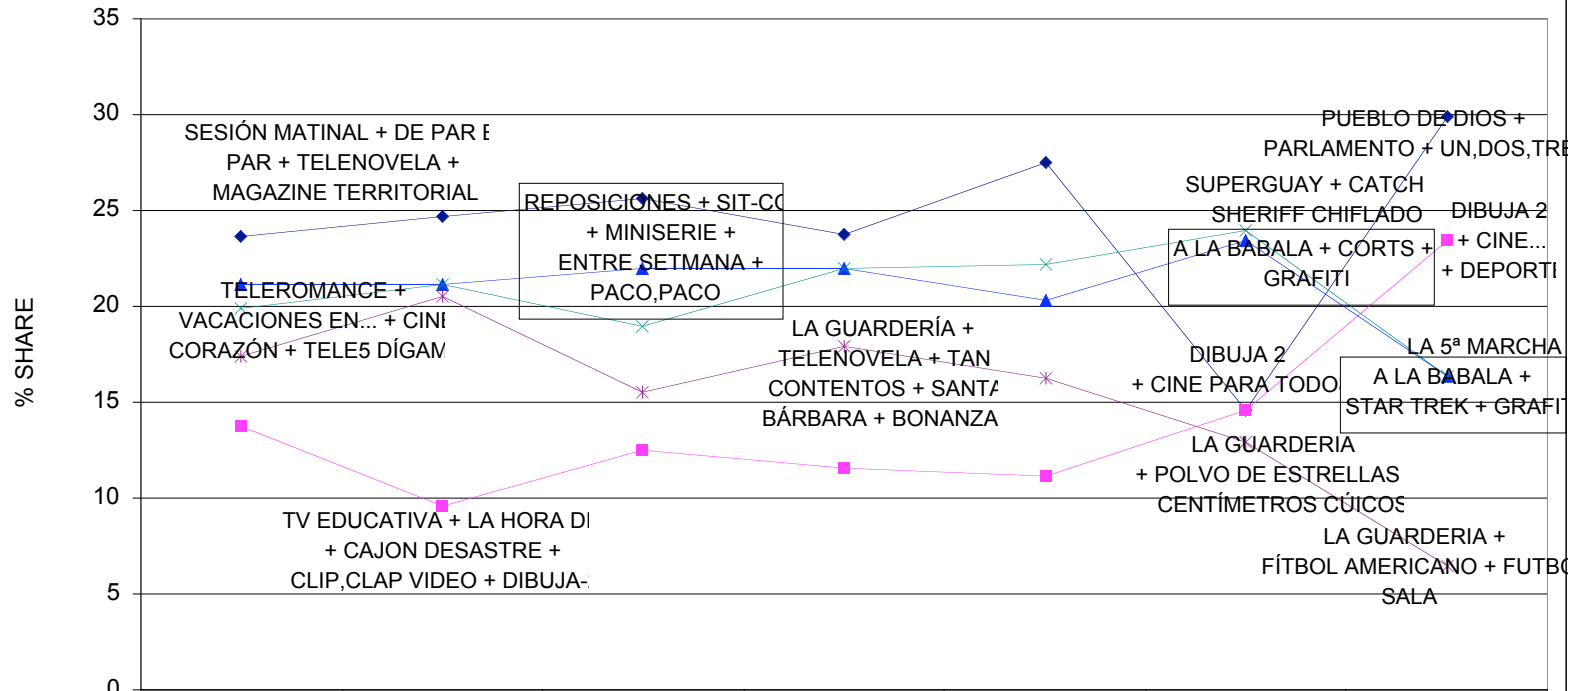 % SHARE
35
30
25
20
15
10
5
0
SESIÓN MATINAL + DE PAR E
PAR + TELENOVELA +
MAGAZINE TERRITORIAL
REPOSICIONES + SIT-CO
+ MINISERIE +
ENTRE SETMANA +
PACO,PACO
TELEROMANCE +
VACACIONES EN... + CINE
CORAZÓN + TELE5 DÍGAM
LA GUARDERÍA +
TELENOVELA + TAN
CONTENTOS + SANTA
BÁRBARA + BONANZA
TV EDUCATIVA + LA HORA DE
+ CAJON DESASTRE +
CLIP,CLAP VIDEO + DIBUJA-2
PUEBLO DE DIOS +
PARLAMENTO + UN,DOS,TRE
SUPERGUAY + CATCH
SHERIFF CHIFLADO
A LA BABALA + CORTS +
GRAFITI
DIBUJA 2
+ CINE...
+ DEPORTE
DIBUJA 2
+ CINE PARA TODO
LA 5ª MARCHA
A LA BABALA +
STAR TREK + GRAFIT
LA GUARDERIA
+ POLVO DE ESTRELLAS
CENTÍMETROS CÚICOS
LA GUARDERIA +
FÍTBOL AMERICANO + FUTBO
SALA